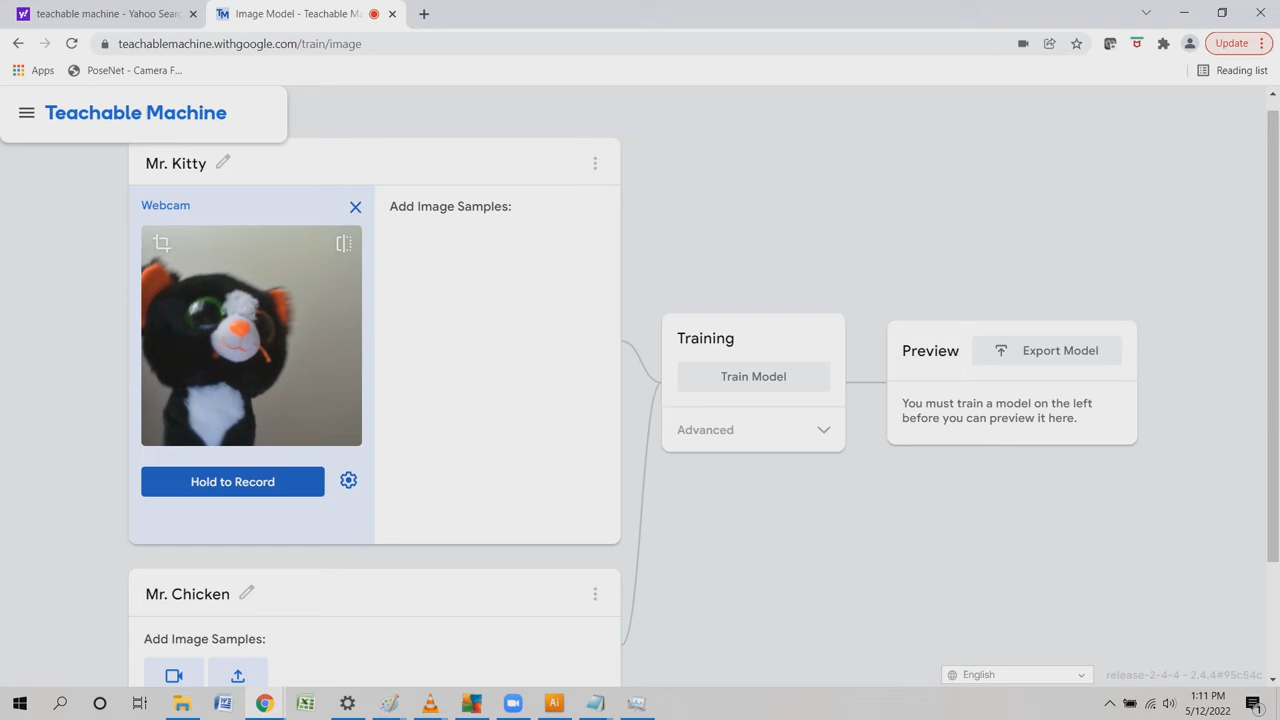 teachable machine - Yahoo Sear
Image Model - Teachable Ma
teachablemachine.withgoogle.com/train/image
Update
Apps
PoseNet - Camera F...
Reading list
Teachable Machine
Mr. Kitty
Webcam
Add Image Samples:
Hold to Record
Training
Train Model
Advanced
Preview
Export Model
You must train a model on the left
before you can preview it here.
Mr. Chicken
Add Image Samples:
English
release-2-4-4 - 2.4.4#95c54c
Ai
1:11 PM
5/12/2022
1